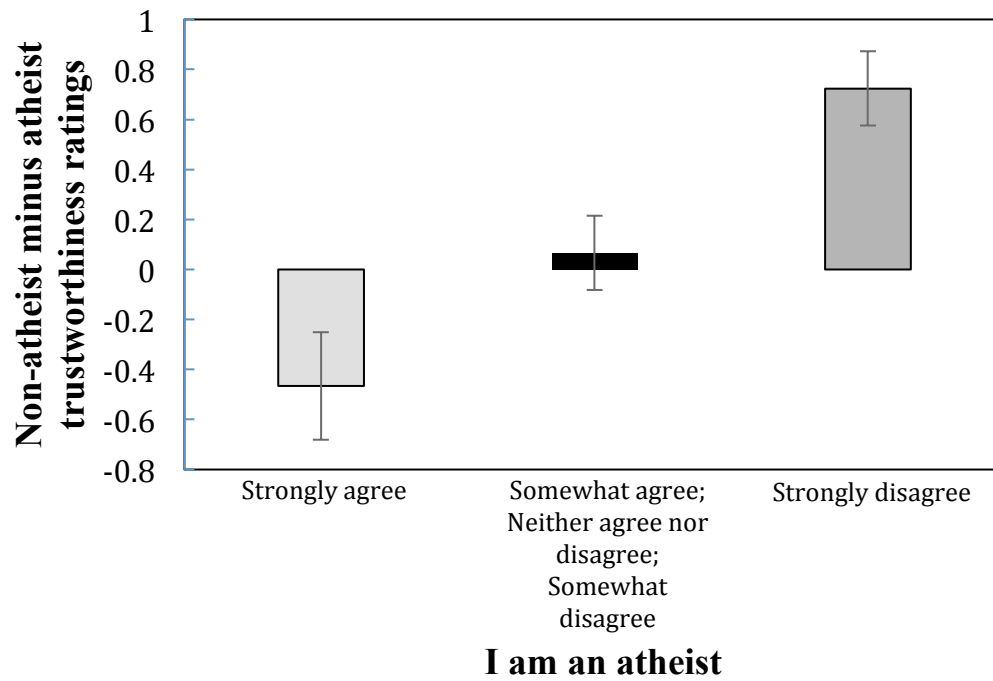 Non-atheist minus atheist
trustworthiness ratings
1
0.8
0.6
0.4
0.2
0
-0.2
-0.4
-0.6
-0.8
Strongly agree
Somewhat agree;
Neither agree nor
disagree;
Somewhat
disagree
Strongly disagree
I am an atheist